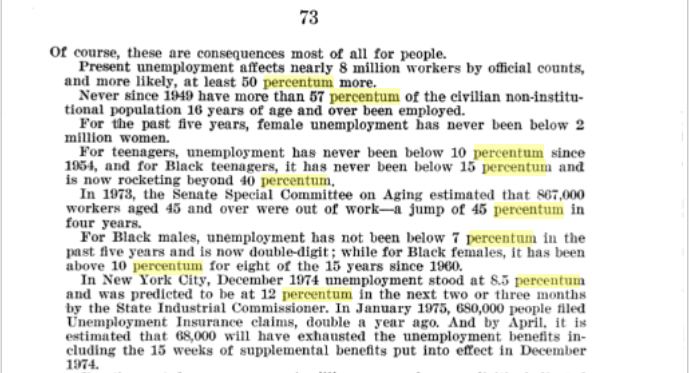 73
Of course, these are consequences most of all for people.
Present unemployment affects nearly 8 million workers by official counts,
and more likely, at least 50 percentum more.
Never since 1949 have more than 57 percentum of the civilian non-institu-
tional population 16 years of age and over been employed.
For the past five years, female unemployment has never been below 2
million women.
For teenagers, unemployment has never been below 10 percentum since
1954, and for Black teenagers, it has never been below 15 percentum and
is now rocketing beyond 40 percentum.
In 1973, the Senate Special Committee on Aging estimated that 867,000
workers aged 45 and over were out of work—a jump of 45 percentum in
four years.
For Black males, unemployment has not been below 7 percentum in the
past five years and is now double-digit; while for Black females, it has been
above 10 percentum for eight of the 15 years since 1960.
In New York City, December 1974 unemployment stood at 8.5 percentum
and was predicted to be at 12 percentum in the next two or three months
by the State Industrial Commissioner. In January 1975, 680,000 people filed
Unemployment Insurance claims, double a year ago. And by April, it is
estimated that 68,000 will have exhausted the unemployment benefits in-
cluding the 15 weeks of supplemental benefits put into effect in December
1974.